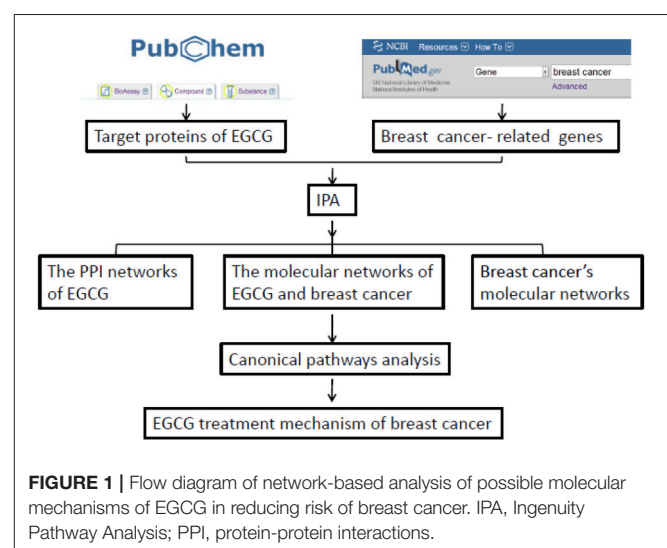 PubChem
BioAssay
Compound
Substance
NCBI Resources How To
PubMed.gov
US National Library of Medicine
National Institutes of Health
Gene
breast cancer
Advanced
Target proteins of EGCG
Breast cancer- related genes
IPA
The PPI networks
of EGCG
The molecular networks of
EGCG and breast cancer
Breast cancer's
molecular networks
Canonical pathways analysis
EGCG treatment mechanism of breast cancer
FIGURE 1 | Flow diagram of network-based analysis of possible molecular
mechanisms of EGCG in reducing risk of breast cancer. IPA, Ingenuity
Pathway Analysis; PPI, protein-protein interactions.